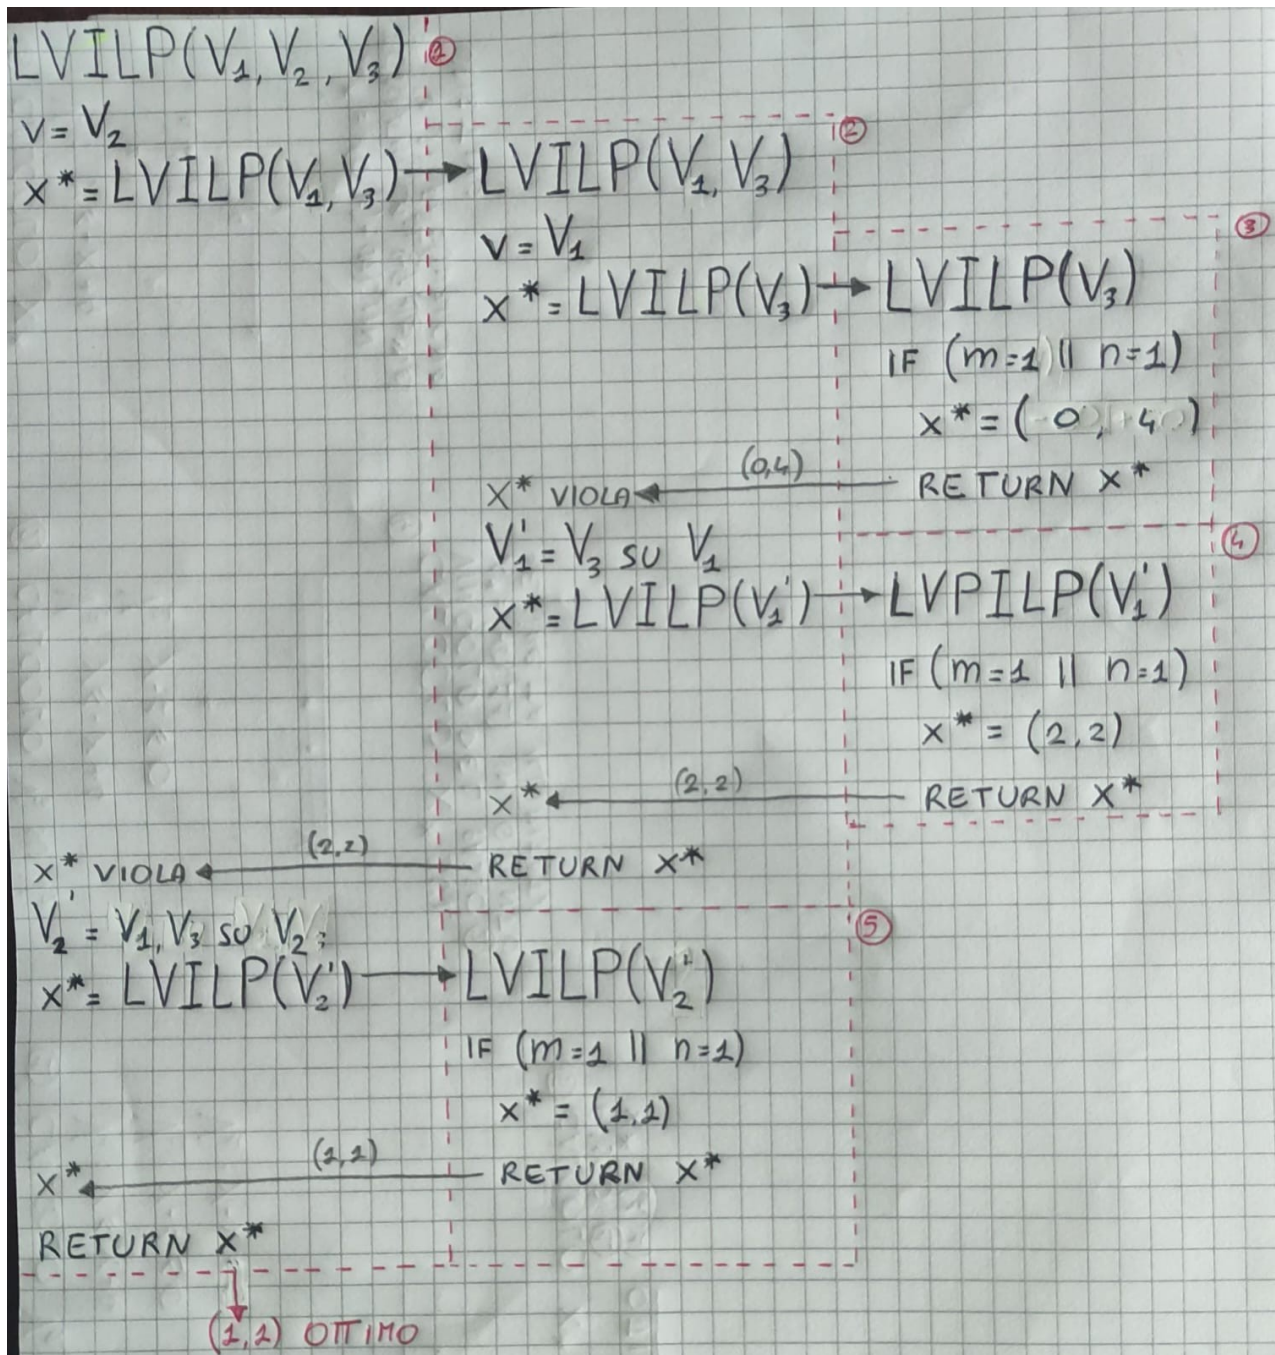 LVILP(V₁, V₂, V₃) ①
V = V₂
x* = LVILP(V₁, V₃) → LVILP(V₁, V₃) ②
V = V₁
x* = LVILP(V₃) → LVILP(V₃) ③
IF (m=1 || n=1)
x* = (0, 4)
RETURN x*
(0,4)
x* VIOLA
V₁' = V₃ SU V₁
x* = LVILP(V₁') → LVPILP(V₁') ④
IF (m=1 || n=1)
x* = (2,2)
RETURN x*
(2,2)
x*
RETURN x*
(2,2)
x* VIOLA
V₂' = V₁, V₃ SU V₂:
x* = LVILP(V₂') → LVILP(V₂') ⑤
IF (m=1 || n=1)
x* = (1,1)
RETURN x*
(1,1)
x*
RETURN x*
(1,1) OTTIMO